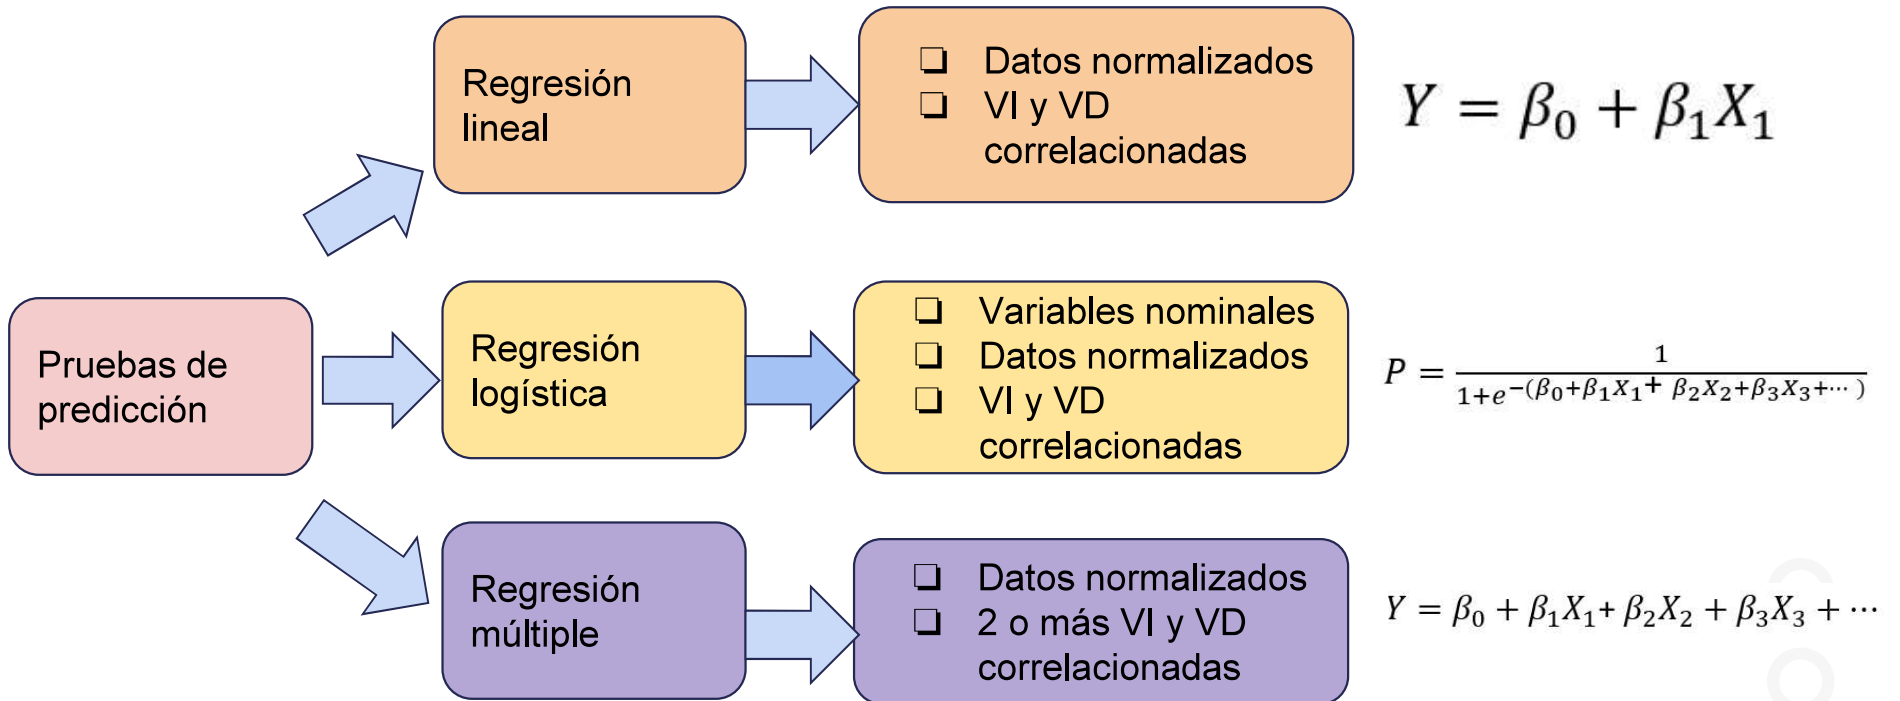 Pruebas de
predicción
Regresión
lineal
❏ Datos normalizados
❏ VI y VD
correlacionadas
Y = β₀ + β₁X₁
Regresión
logística
❏ Variables nominales
❏ Datos normalizados
❏ VI y VD
correlacionadas
P = 1 / 1+e^−(β₀+β₁X₁+ β₂X₂+β₃X₃+⋯ )
Regresión
múltiple
❏ Datos normalizados
❏ 2 o más VI y VD
correlacionadas
Y = β₀ + β₁X₁+ β₂X₂ + β₃X₃ + ⋯